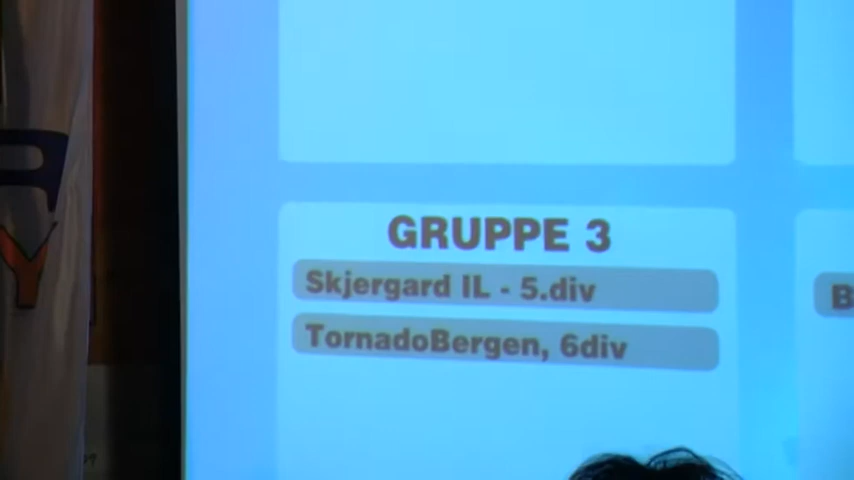 GRUPPE 3
Skjergard IL - 5.div
B
TornadoBergen, 6div